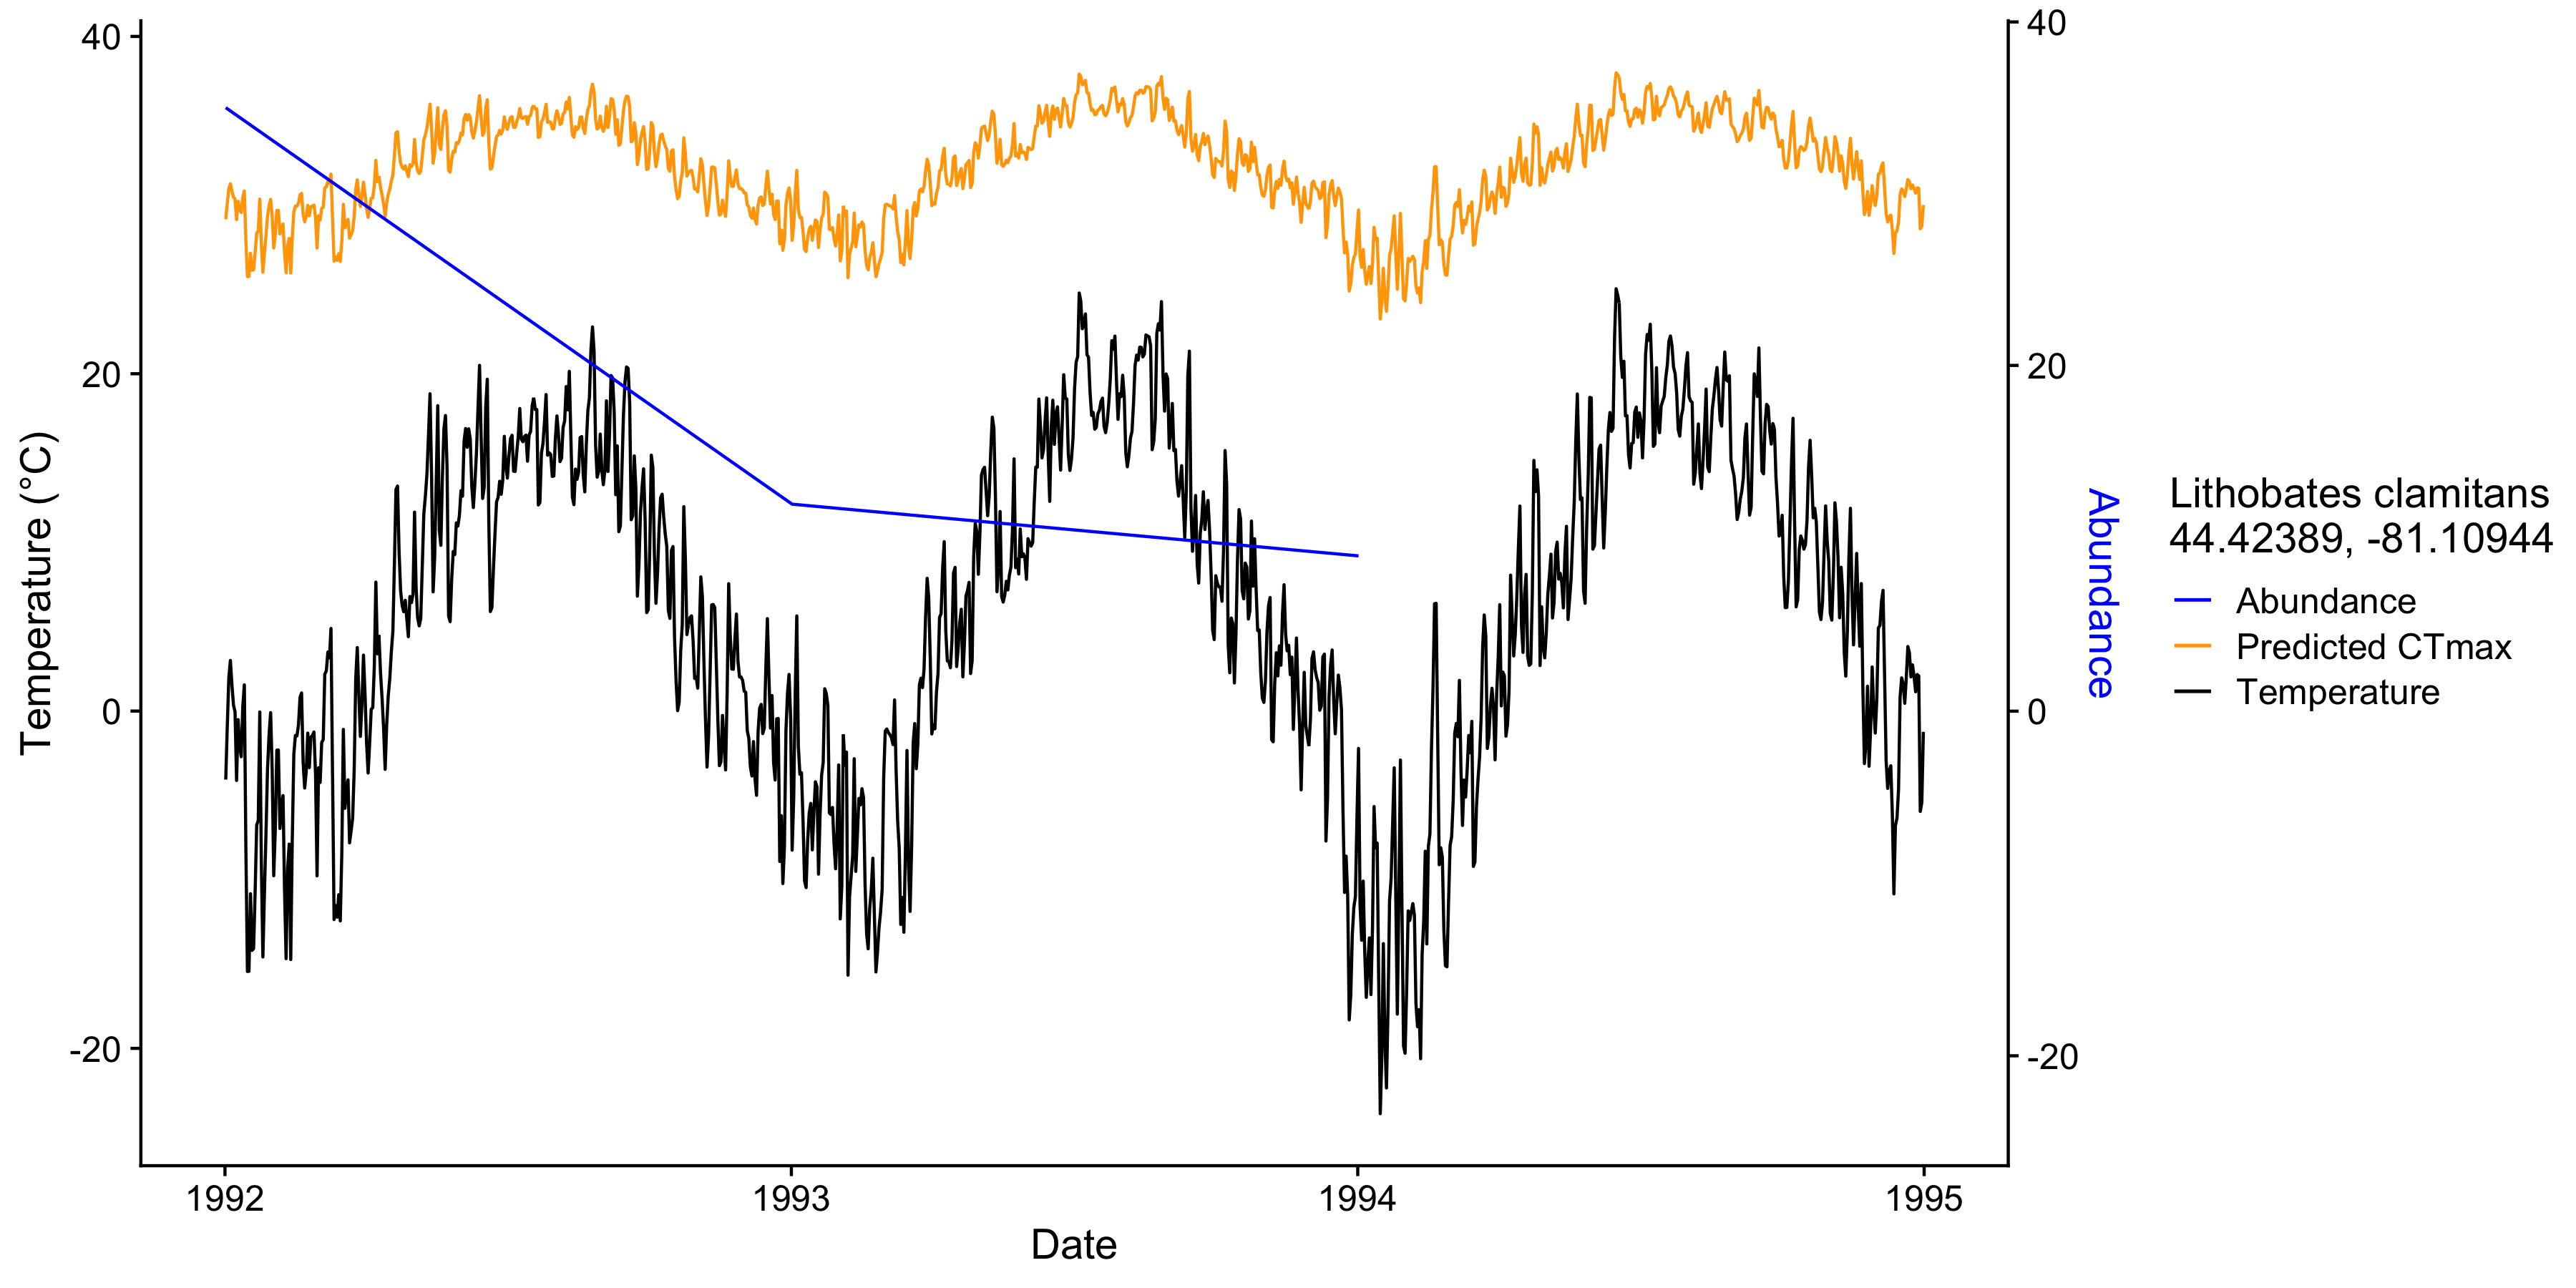 40
20
0
-20
Temperature (°C)
1992
1993
1994
1995
Date
40
20
0
-20
Abundance
Lithobates clamitans
44.42389, -81.10944
Abundance
Predicted CTmax
Temperature